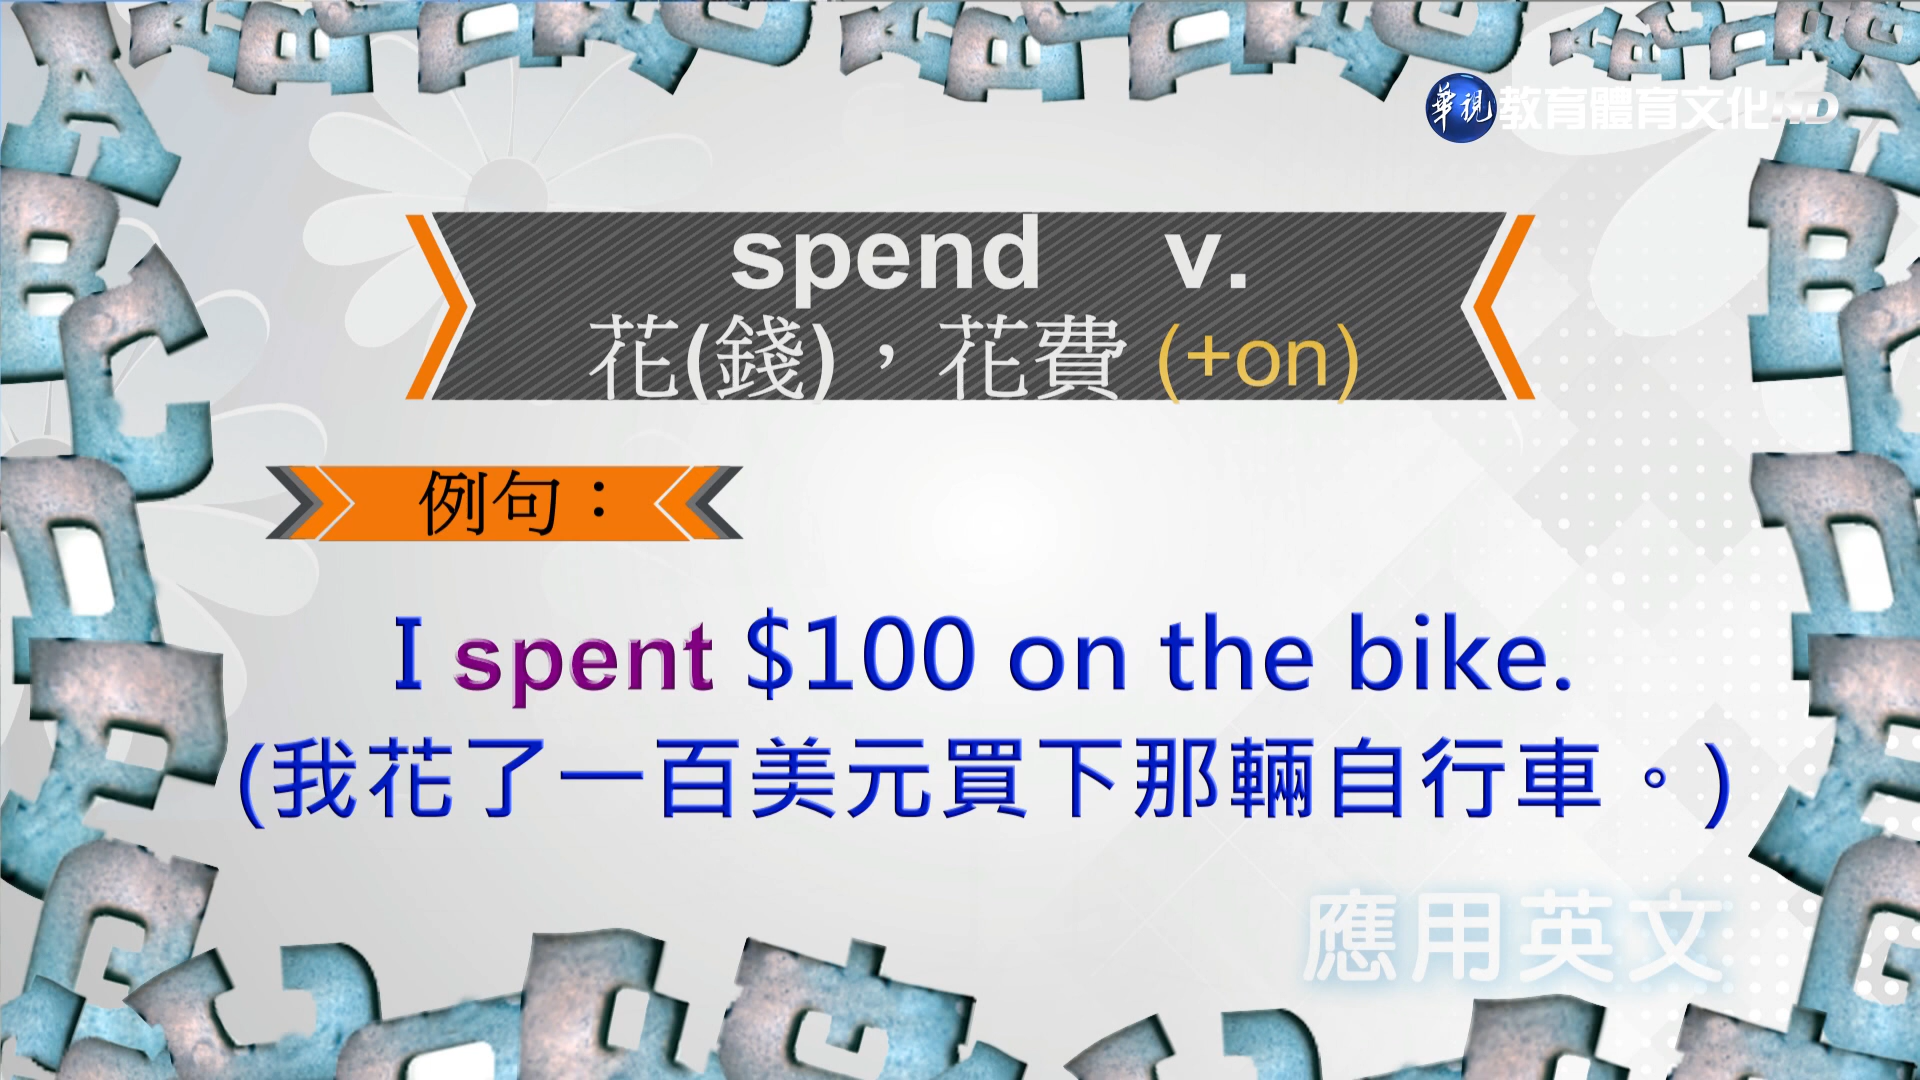 華視 教育體育文化HD
spend v.
花(錢)，花費 (+on)
例句：
I spent $100 on the bike.
(我花了一百美元買下那輛自行車。)
應用英文